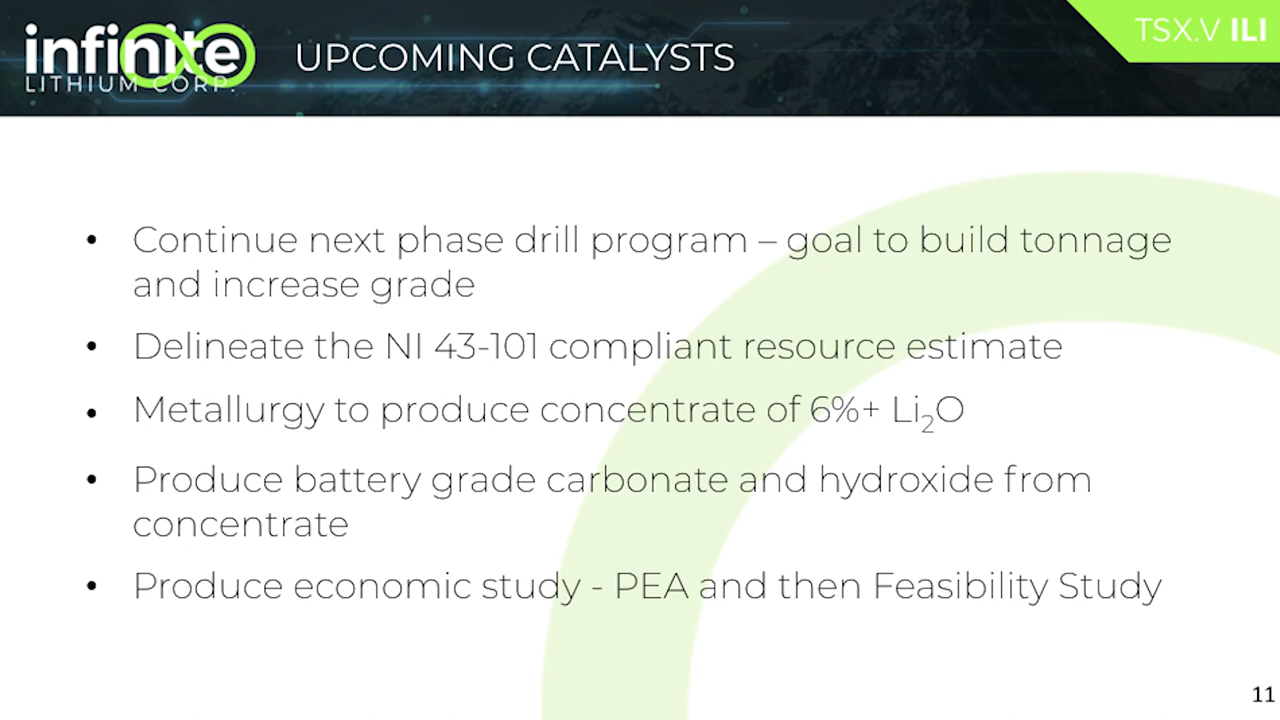 infinite
LITHIUM CORP.
UPCOMING CATALYSTS
TSX.V ILI
• Continue next phase drill program – goal to build tonnage
and increase grade
• Delineate the NI 43-101 compliant resource estimate
• Metallurgy to produce concentrate of 6%+ Li₂O
• Produce battery grade carbonate and hydroxide from
concentrate
• Produce economic study - PEA and then Feasibility Study
11